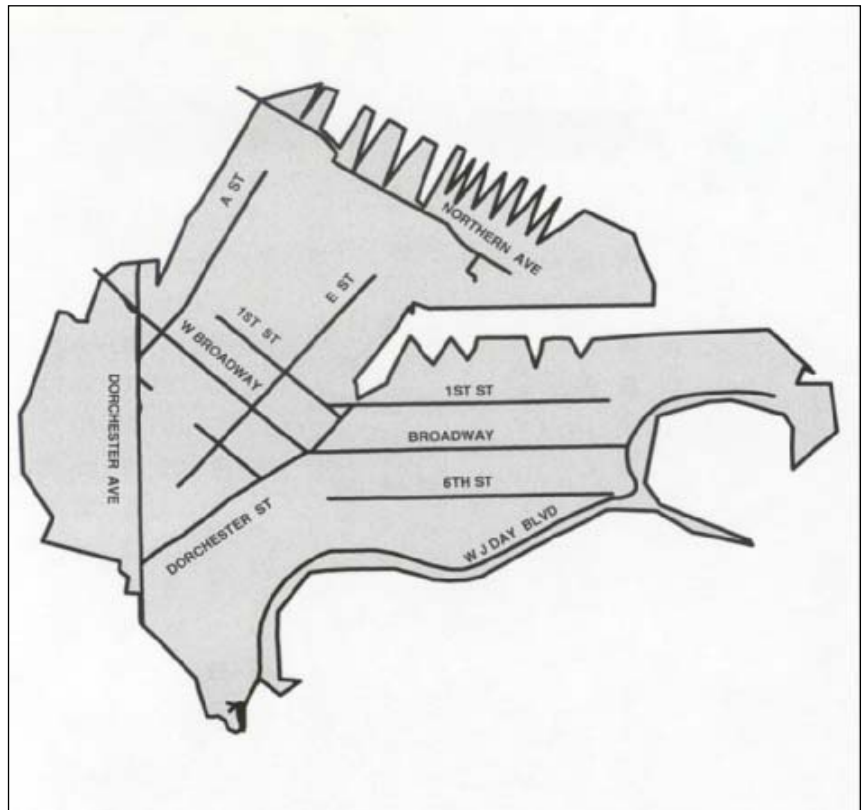 A ST
NORTHERN AVE
E ST
1ST ST
W BROADWAY
DORCHESTER AVE
1ST ST
BROADWAY
6TH ST
DORCHESTER ST
W J DAY BLVD